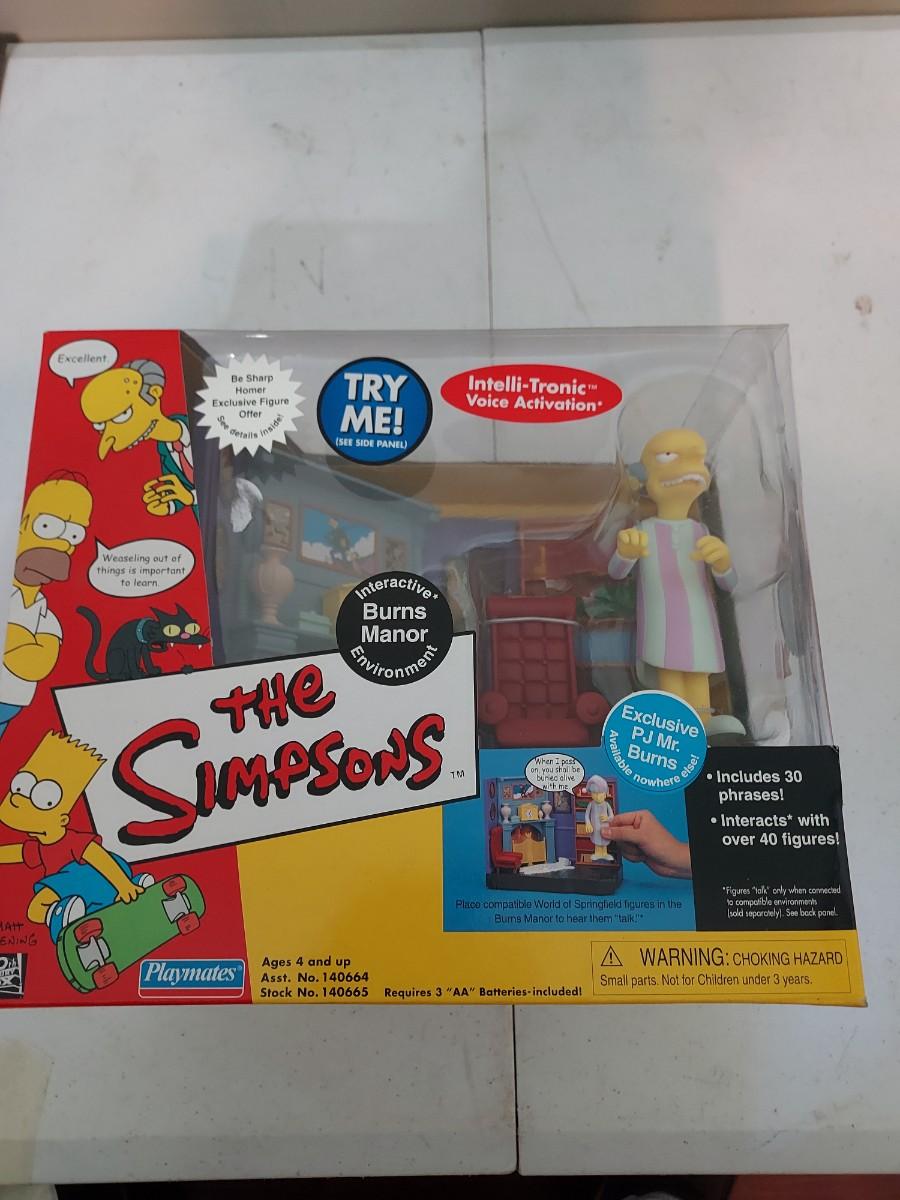 Excellent.
Be Sharp
Homer
Exclusive Figure
Offer
See details inside!
TRY
ME!
(SEE SIDE PANEL)
Intelli-Tronic™
Voice Activation*
Weaseling out of
things is important
to learn.
Interactive*
Burns
Manor
Environment
THE
SIMPSONS
TM
Exclusive
PJ Mr.
Burns
Available nowhere else!
When I pass
on, you shall be
buried alive
with me.
• Includes 30
phrases!
• Interacts* with
over 40 figures!
*Figures "talk" only when connected
to compatible environments
(sold separately). See back panel.
Place compatible World of Springfield figures in the
Burns Manor to hear them "talk."*
MATT
Playmates®
Ages 4 and up
Asst. No. 140664
Stock No. 140665
Requires 3 "AA" Batteries-included!
⚠ WARNING: CHOKING HAZARD
Small parts. Not for Children under 3 years.